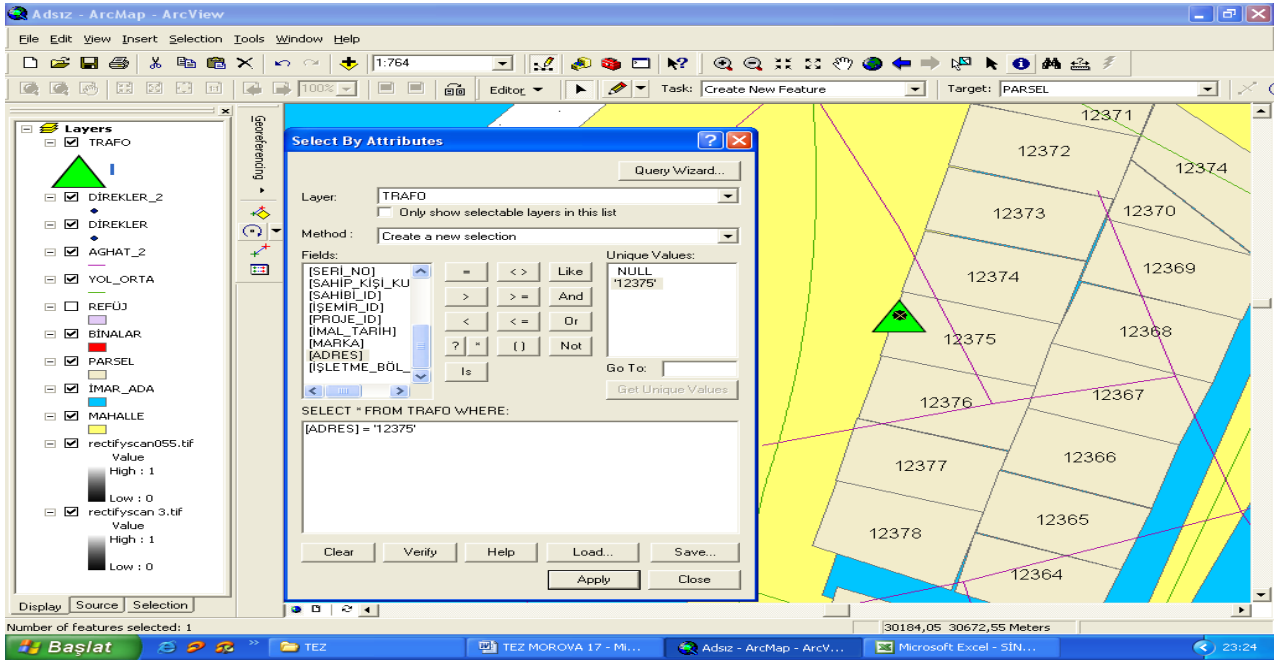 Adsız - ArcMap - ArcView
File Edit View Insert Selection Tools Window Help
1:764
100%
Editor
Task: Create New Feature
Target: PARSEL
Layers
TRAFO
DİREKLER_2
DİREKLER
AGHAT_2
YOL_ORTA
REFÜJ
BİNALAR
PARSEL
İMAR_ADA
MAHALLE
rectifyscan055.tif
Value
High : 1
Low : 0
rectifyscan 3.tif
Value
High : 1
Low : 0
Display Source Selection
Georeferencing
Select By Attributes
Query Wizard...
Layer: TRAFO
Only show selectable layers in this list
Method : Create a new selection
Fields:
[SERİ_NO]
[SAHİP_KİŞİ_KU
[SAHİBİ_ID]
[İŞEMİR_ID]
[PROJE_ID]
[İMAL_TARİH]
[MARKA]
[ADRES]
[İŞLETME_BÖL_
= < > Like
> > = And
< < = Or
? * ( ) Not
Is
Unique Values:
NULL
'12375'
Go To:
Get Unique Values
SELECT * FROM TRAFO WHERE:
[ADRES] = '12375'
Clear Verify Help Load... Save...
Apply Close
12371
12372
12374
12373
12370
12374
12369
12375
12368
12376
12367
12377
12366
12378
12365
12364
Number of features selected: 1
30184,05 30672,55 Meters
Başlat
TEZ
TEZ MOROVA 17 - Mi...
Adsız - ArcMap - ArcV...
Microsoft Excel - SİN...
23:24